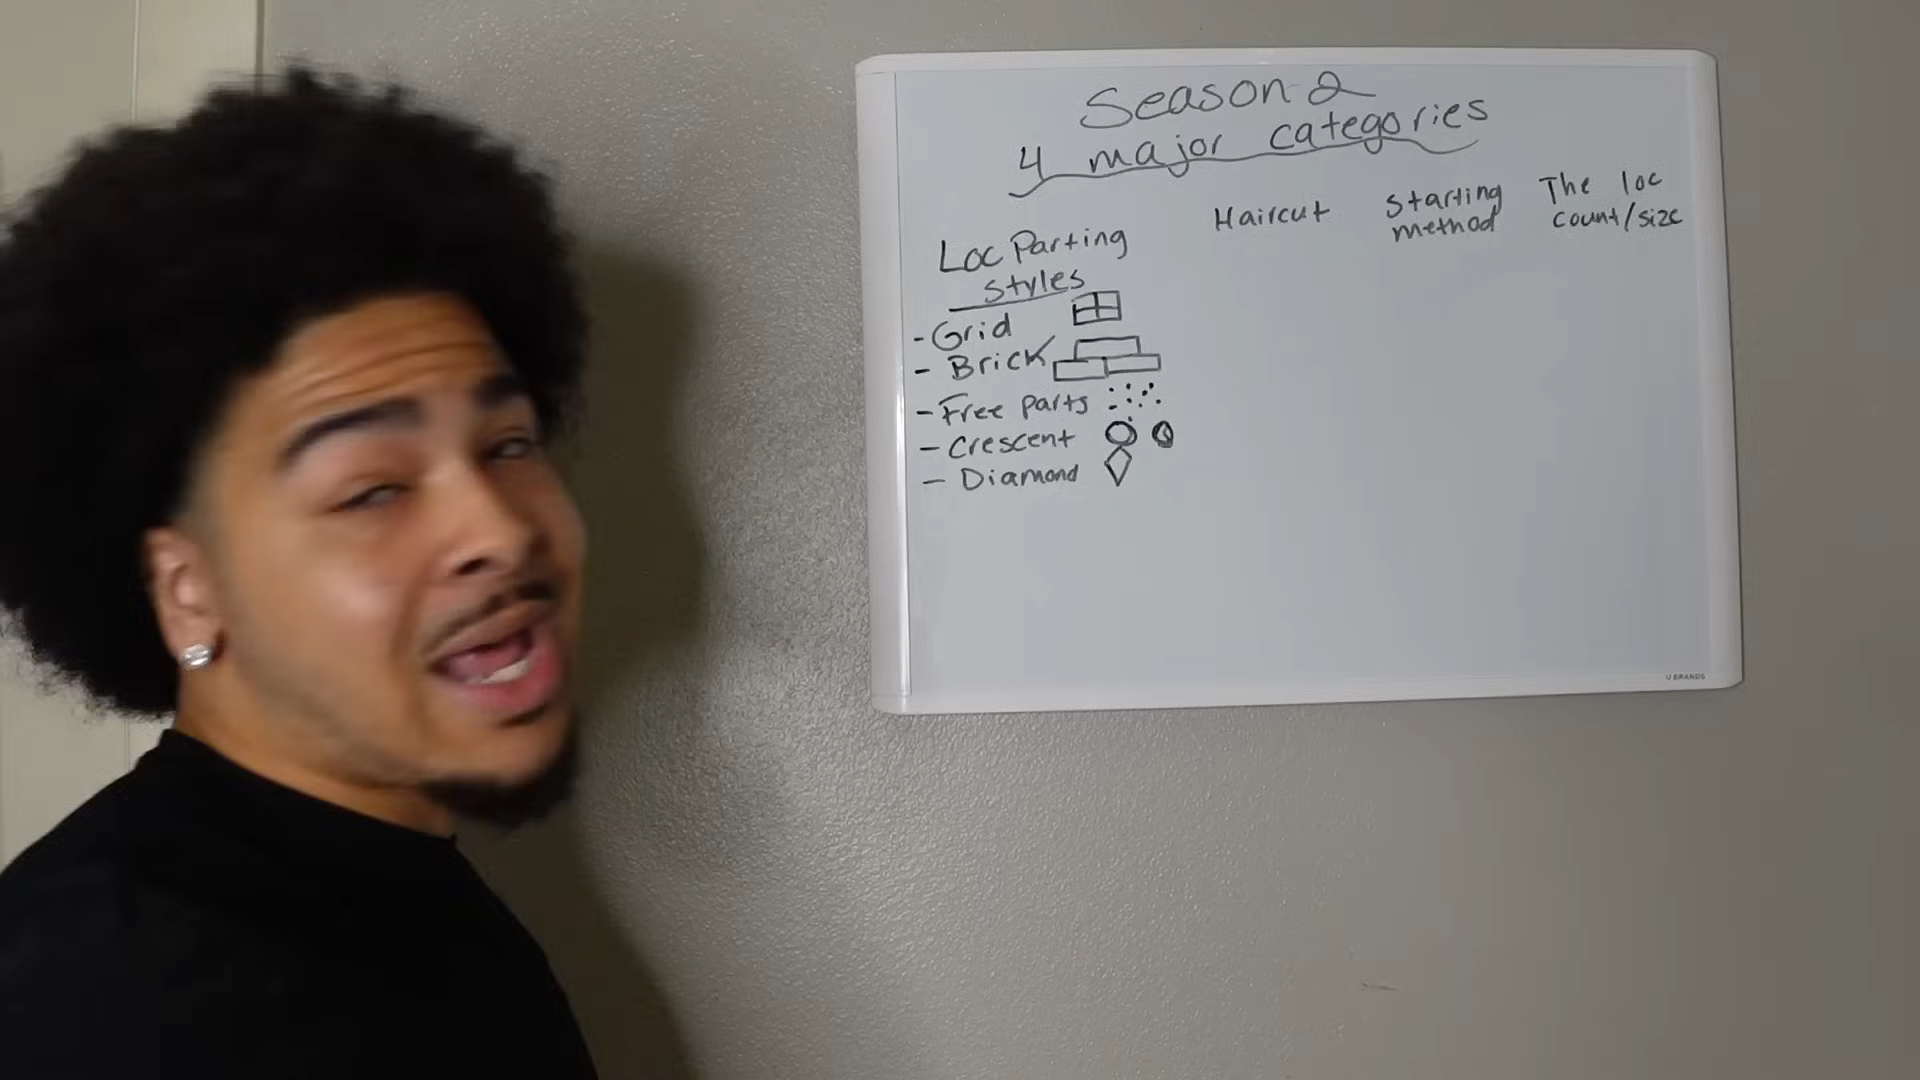 Season 2
4 major categories
Loc Parting
styles
- Grid
- Brick
- Free parts
- Crescent
- Diamond
Haircut
Starting
method
The loc
count/size
U BRANDS